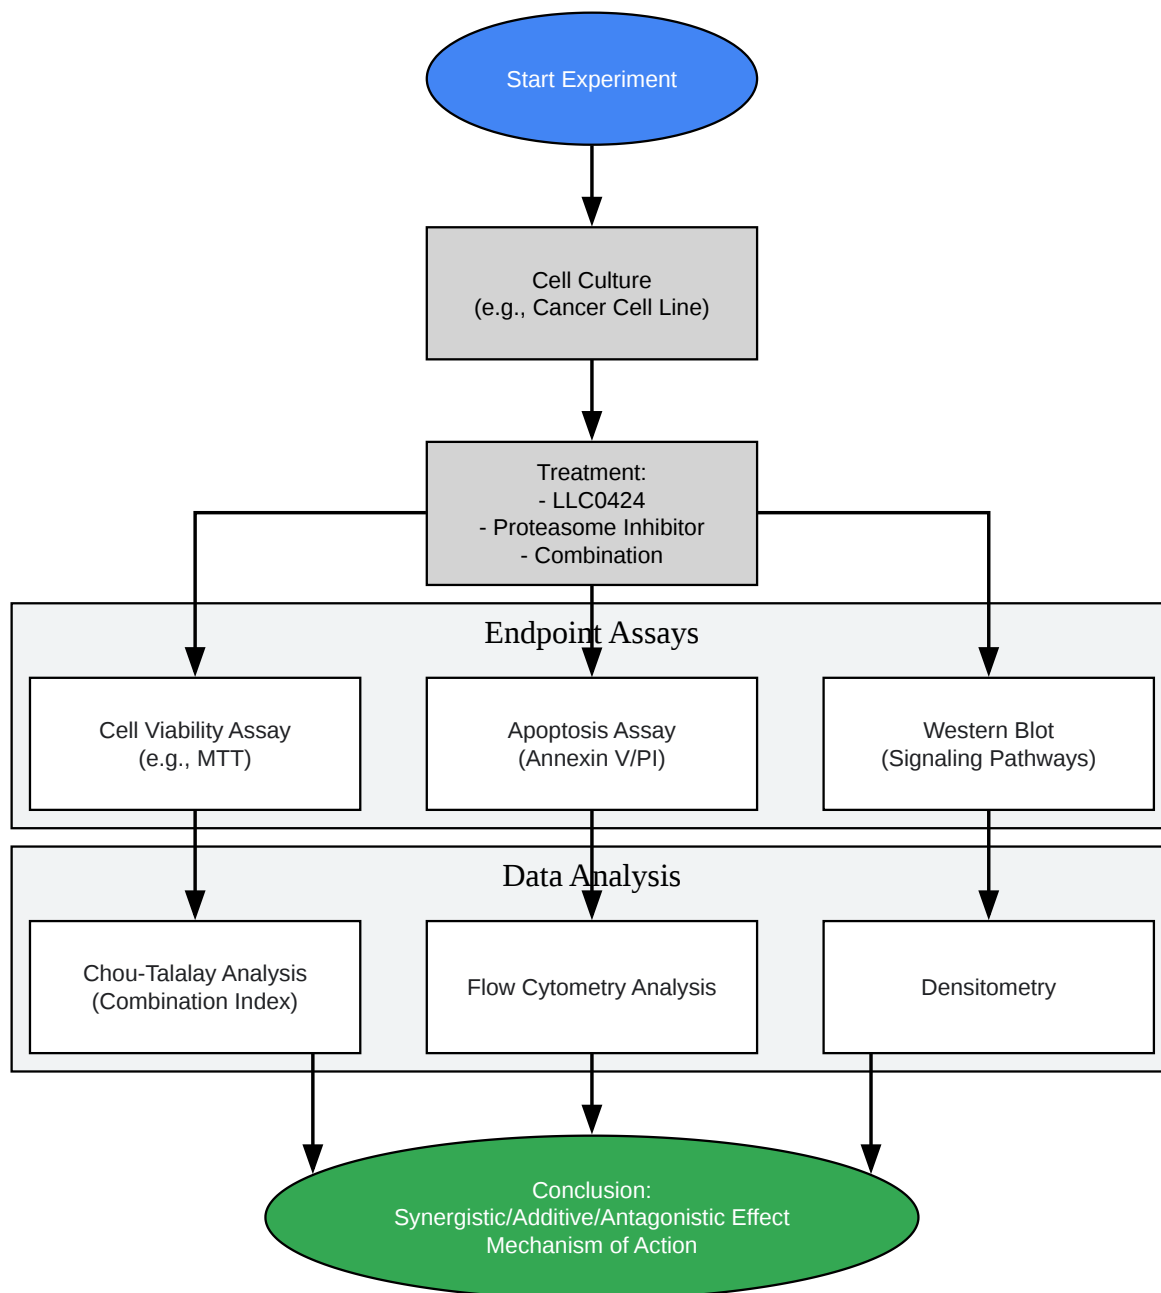 Start Experiment
Cell Culture
(e.g., Cancer Cell Line)
Treatment:
- LLC0424
- Proteasome Inhibitor
- Combination
Endpoint Assays
Cell Viability Assay
(e.g., MTT)
Apoptosis Assay
(Annexin V/PI)
Western Blot
(Signaling Pathways)
Data Analysis
Chou-Talalay Analysis
(Combination Index)
Flow Cytometry Analysis
Densitometry
Conclusion:
Synergistic/Additive/Antagonistic Effect
Mechanism of Action